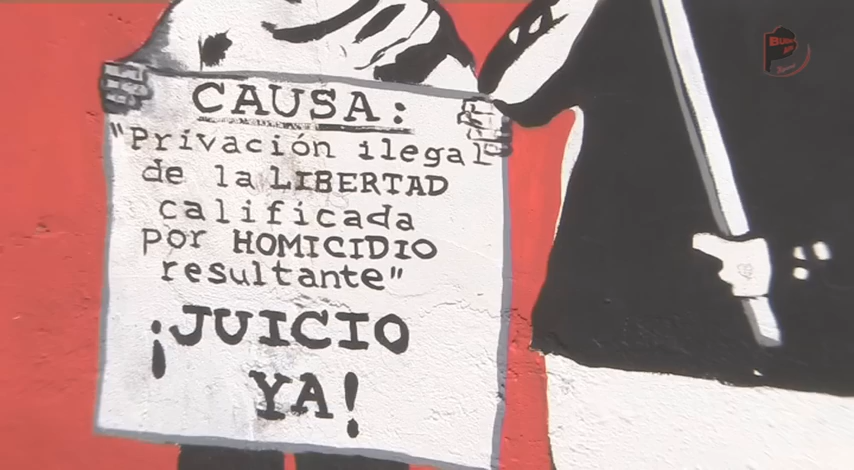 CAUSA:
"Privación ilegal
de la LIBERTAD
calificada
por HOMICIDIO
resultante"
¡JUICIO
YA!